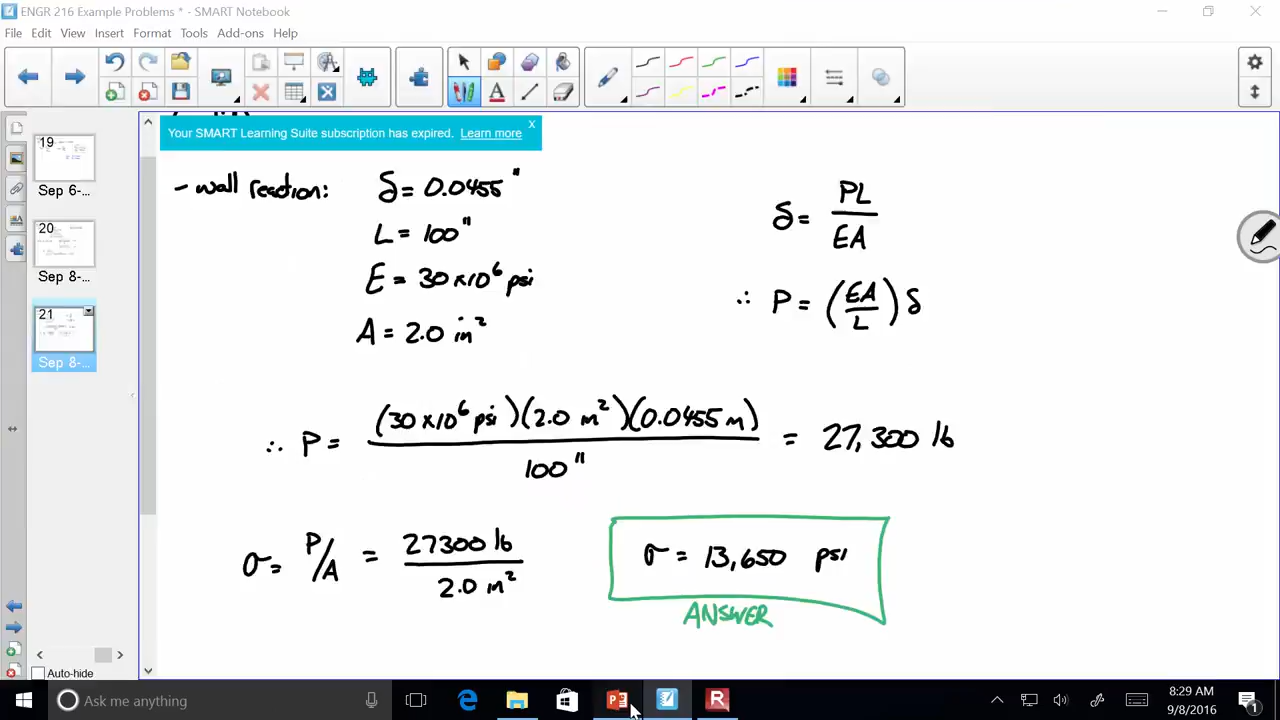 ENGR 216 Example Problems * - SMART Notebook
File Edit View Insert Format Tools Add-ons Help
Your SMART Learning Suite subscription has expired. Learn more x
19
Sep 6-...
20
Sep 8-...
21
Sep 8-...
- wall reaction: δ = 0.0455"
L = 100"
E = 30×10⁶ psi
A = 2.0 in²
δ = PL / EA
∴ P = (EA / L) δ
∴ P = (30×10⁶ psi)(2.0 in²)(0.0455 in) / 100" = 27,300 lb
σ = P/A = 27300 lb / 2.0 in²
σ = 13,650 psi
ANSWER
Auto-hide
Ask me anything
8:29 AM
9/8/2016
1